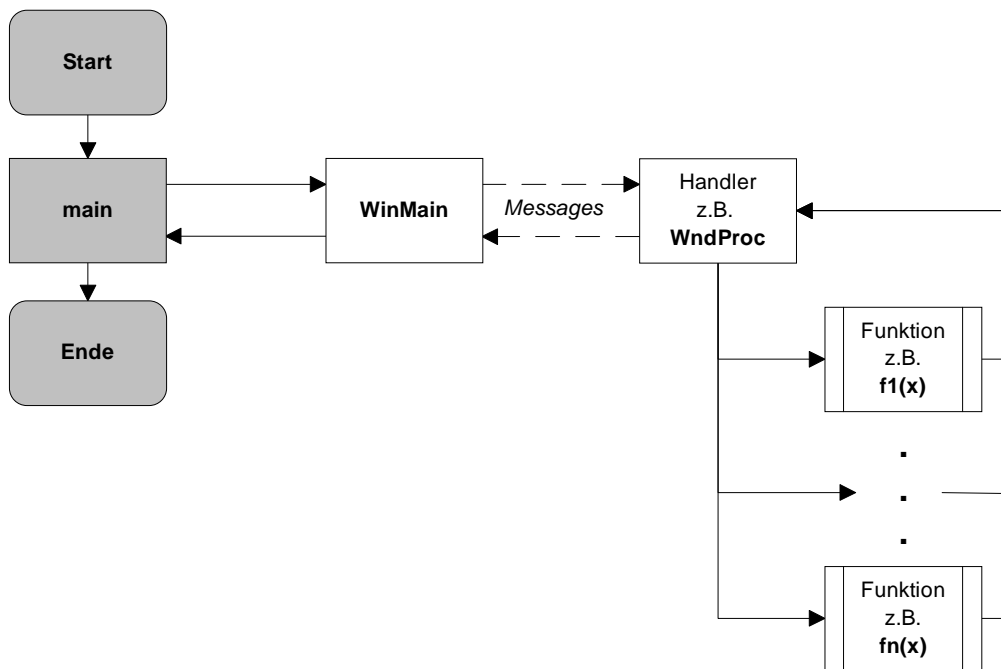 Start
main
WinMain
Messages
Handler
z.B.
WndProc
Ende
Funktion
z.B.
f1(x)
.
.
.
Funktion
z.B.
fn(x)